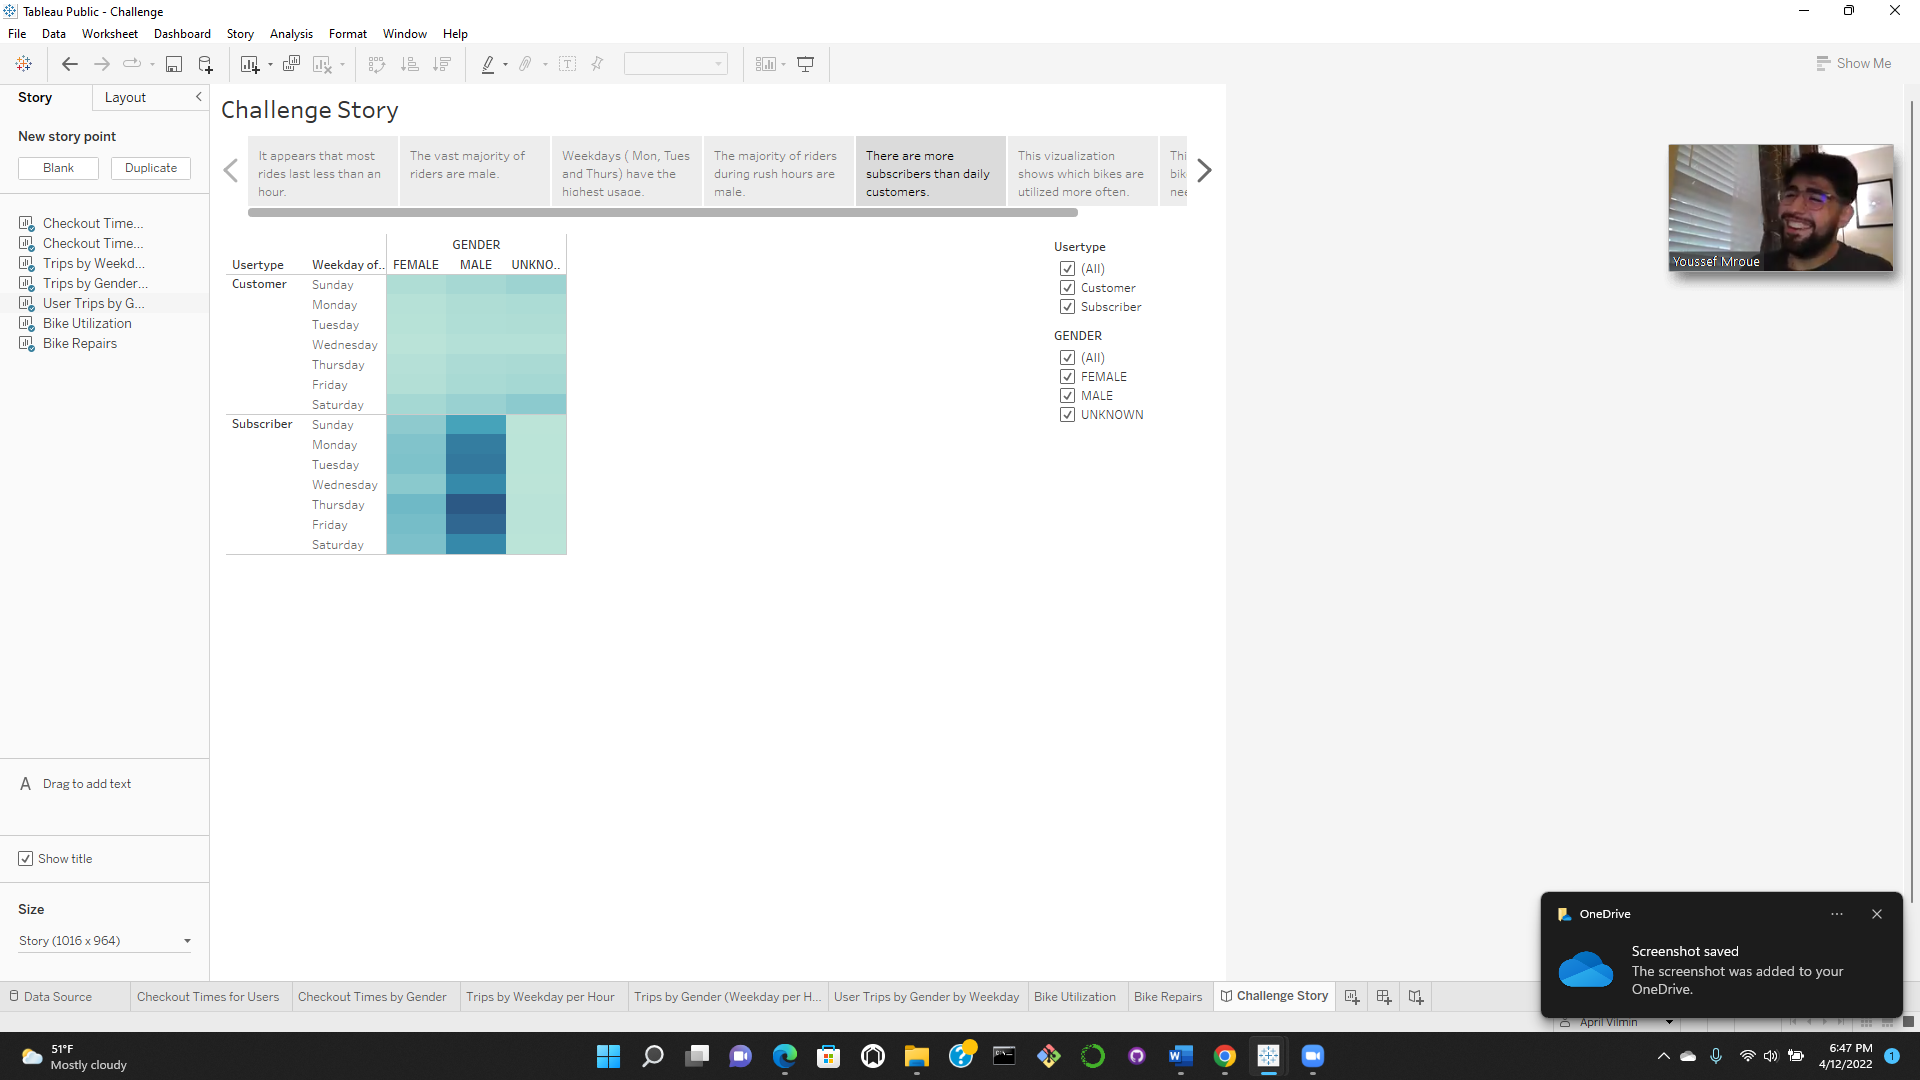 Tableau Public - Challenge
File Data Worksheet Dashboard Story Analysis Format Window Help
Show Me
Story Layout
New story point
Blank Duplicate
Checkout Time...
Checkout Time...
Trips by Weekd...
Trips by Gender...
User Trips by G...
Bike Utilization
Bike Repairs
A Drag to add text
Show title
Size
Story (1016 x 964)
Challenge Story
It appears that most
rides last less than an
hour.
The vast majority of
riders are male.
Weekdays ( Mon, Tues
and Thurs) have the
highest usage.
The majority of riders
during rush hours are
male.
There are more
subscribers than daily
customers.
This vizualization
shows which bikes are
utilized more often.
Thi
bik
nee
GENDER
Usertype Weekday of.. FEMALE MALE UNKNO..
Customer Sunday
Monday
Tuesday
Wednesday
Thursday
Friday
Saturday
Subscriber Sunday
Monday
Tuesday
Wednesday
Thursday
Friday
Saturday
Usertype
(All)
Customer
Subscriber
GENDER
(All)
FEMALE
MALE
UNKNOWN
Youssef Mroue
OneDrive
Screenshot saved
The screenshot was added to your
OneDrive.
Data Source Checkout Times for Users Checkout Times by Gender Trips by Weekday per Hour Trips by Gender (Weekday per H... User Trips by Gender by Weekday Bike Utilization Bike Repairs Challenge Story
April Vilmin
51°F
Mostly cloudy
6:47 PM
4/12/2022
1